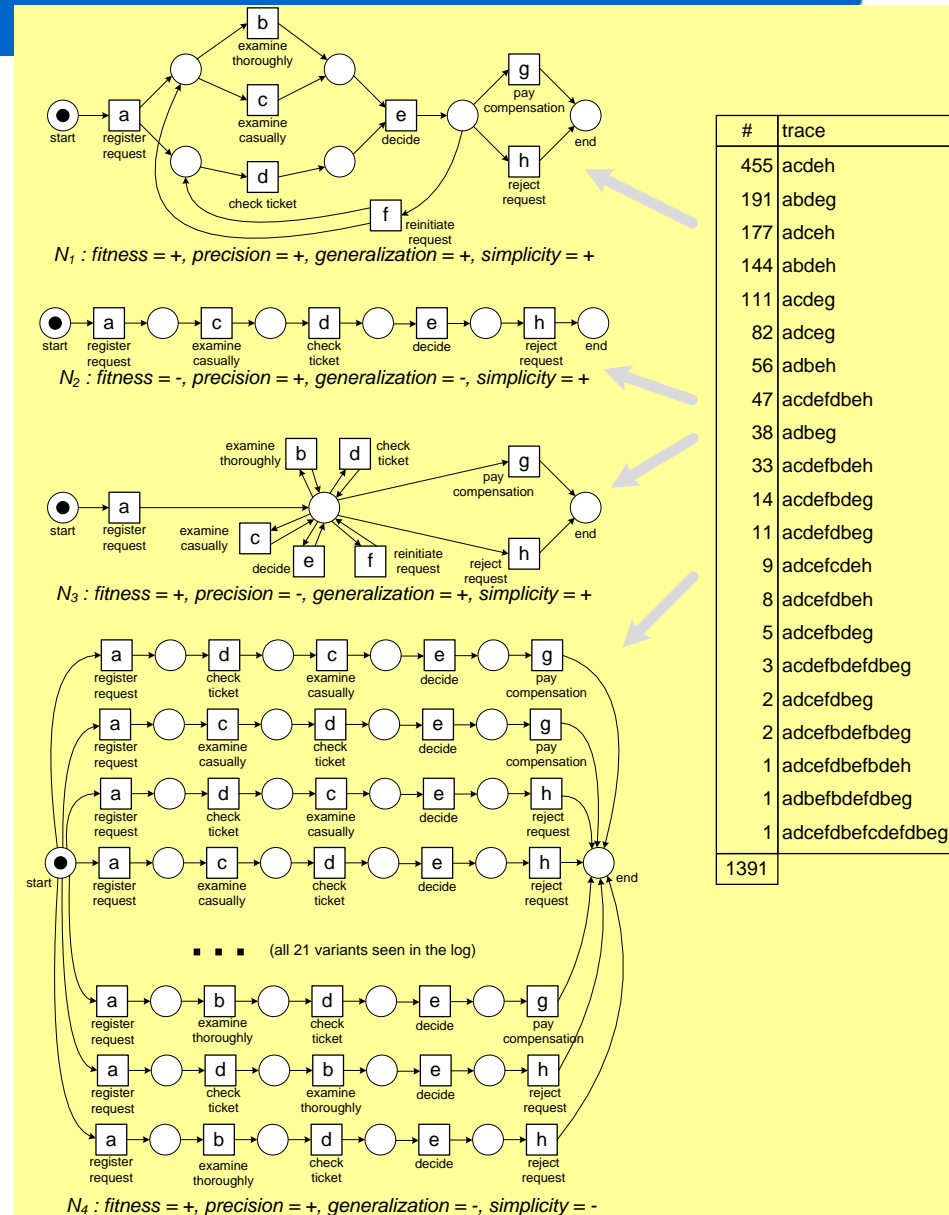 b
examine
thoroughly
g
pay
compensation
a
c
e
start
register
request
examine
casually
decide
end
d
h
check ticket
reject
request
f
reinitiate
request
N1 : fitness = +, precision = +, generalization = +, simplicity = +
a
c
d
e
h
start
register
request
examine
casually
check
ticket
decide
reject
request
end
N2 : fitness = -, precision = +, generalization = -, simplicity = +
examine
thoroughly
b
d
check
ticket
g
pay
compensation
a
start
register
request
end
examine
casually
c
decide
e
f
reinitiate
request
reject
request
h
N3 : fitness = +, precision = -, generalization = +, simplicity = +
a
d
c
e
g
register
request
check
ticket
examine
casually
decide
pay
compensation
a
c
d
e
g
register
request
examine
casually
check
ticket
decide
pay
compensation
a
d
c
e
h
register
request
check
ticket
examine
casually
decide
reject
request
start
a
c
d
e
h
end
register
request
examine
casually
check
ticket
decide
reject
request
... (all 21 variants seen in the log)
a
b
d
e
g
register
request
examine
thoroughly
check
ticket
decide
pay
compensation
a
d
b
e
h
register
request
check
ticket
examine
thoroughly
decide
reject
request
a
b
d
e
h
register
request
examine
thoroughly
check
ticket
decide
reject
request
N4 : fitness = +, precision = +, generalization = -, simplicity = -
# trace
455 acdeh
191 abdeg
177 adceh
144 abdeh
111 acdeg
82 adceg
56 adbeh
47 acdefdbeh
38 adbeg
33 acdefbdeh
14 acdefbdeg
11 acdefdbeg
9 adcefcdeh
8 adcefdbeh
5 adcefbdeg
3 acdefbdefdbeg
2 adcefdbeg
2 adcefbdefbdeg
1 adcefdbefbdeh
1 adbefbdefdbeg
1 adcefdbefcdefdbeg
1391